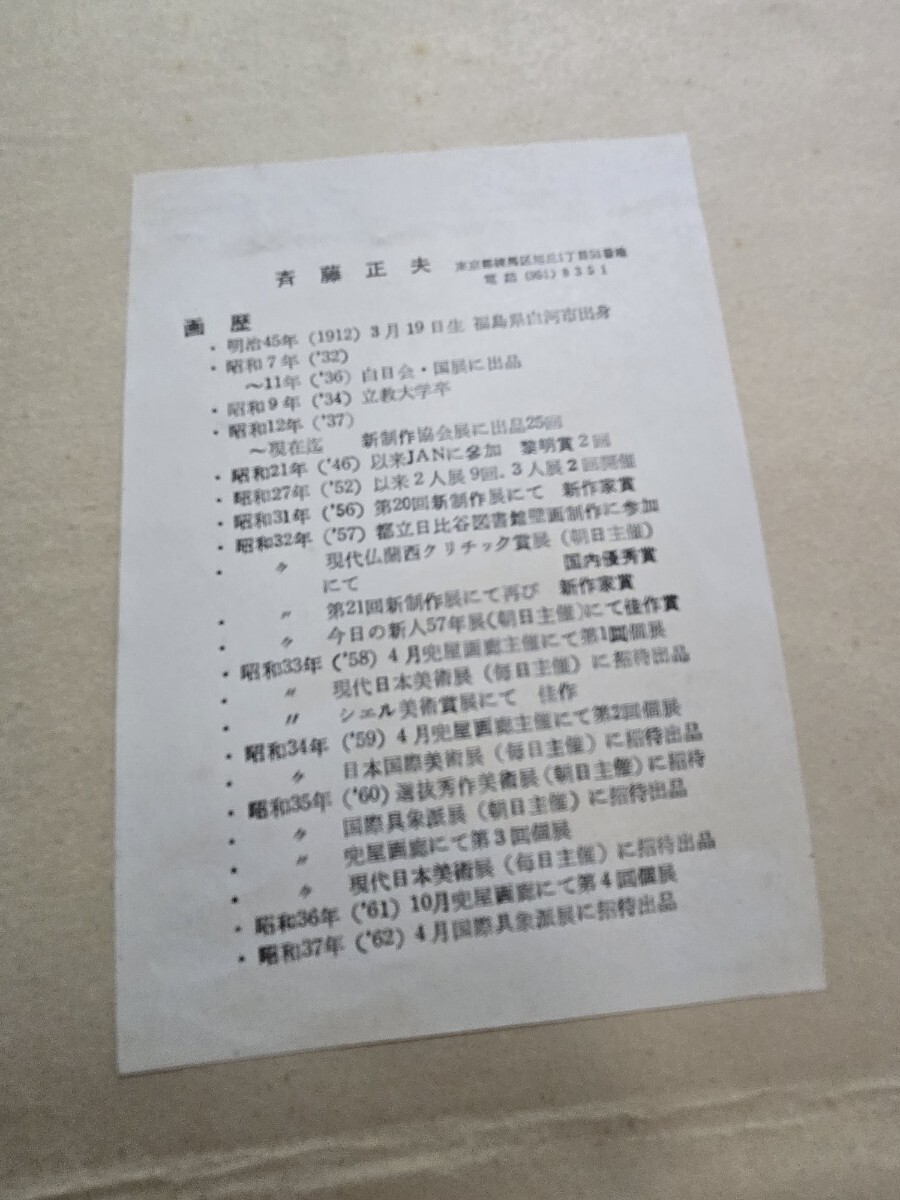 斉藤正夫 東京都練馬区旭丘1丁目51番地
電話 (951) 8351
画歴
・明治45年 (1912) 3月19日生 福島県白河市出身
・昭和7年 ('32)
～11年 ('36) 白日会・国展に出品
・昭和9年 ('34) 立教大学卒
・昭和12年 ('37)
～現在迄 新制作協会展に出品25回
・昭和21年 ('46) 以来JANに参加 黎明賞2回
・昭和27年 ('52) 以来2人展9回、3人展2回開催
・昭和31年 ('56) 第20回新制作展にて 新作家賞
・昭和32年 ('57) 都立日比谷図書館壁画制作に参加
・〃 現代仏蘭西クリチック賞展 (朝日主催)
にて 国内優秀賞
・〃 第21回新制作展にて再び 新作家賞
・〃 今日の新人57年展(朝日主催)にて佳作賞
・昭和33年 ('58) 4月兜屋画廊主催にて第1回個展
・〃 現代日本美術展 (毎日主催) に招待出品
・〃 シェル美術賞展にて 佳作
・昭和34年 ('59) 4月兜屋画廊主催にて第2回個展
・〃 日本国際美術展 (毎日主催) に招待出品
・昭和35年 ('60) 選抜秀作美術展 (朝日主催) に招待
・〃 国際具象派展 (朝日主催) に招待出品
・〃 兜屋画廊にて第3回個展
・〃 現代日本美術展 (毎日主催) に招待出品
・昭和36年 ('61) 10月兜屋画廊にて第4回個展
・昭和37年 ('62) 4月国際具象派展に招待出品